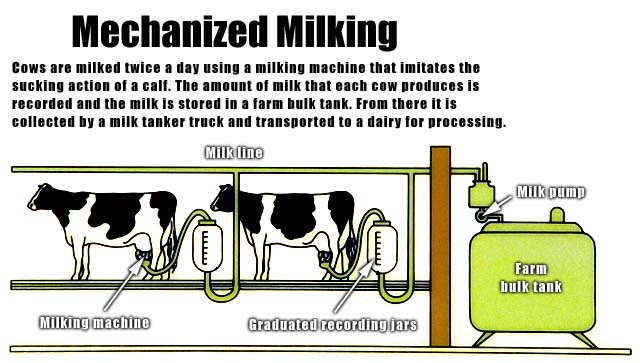 Mechanized Milking
Cows are milked twice a day using a milking machine that imitates the
sucking action of a calf. The amount of milk that each cow produces is
recorded and the milk is stored in a farm bulk tank. From there it is
collected by a milk tanker truck and transported to a dairy for processing.
Milk line
Milk pump
Farm
bulk tank
Milking machine
Graduated recording jars